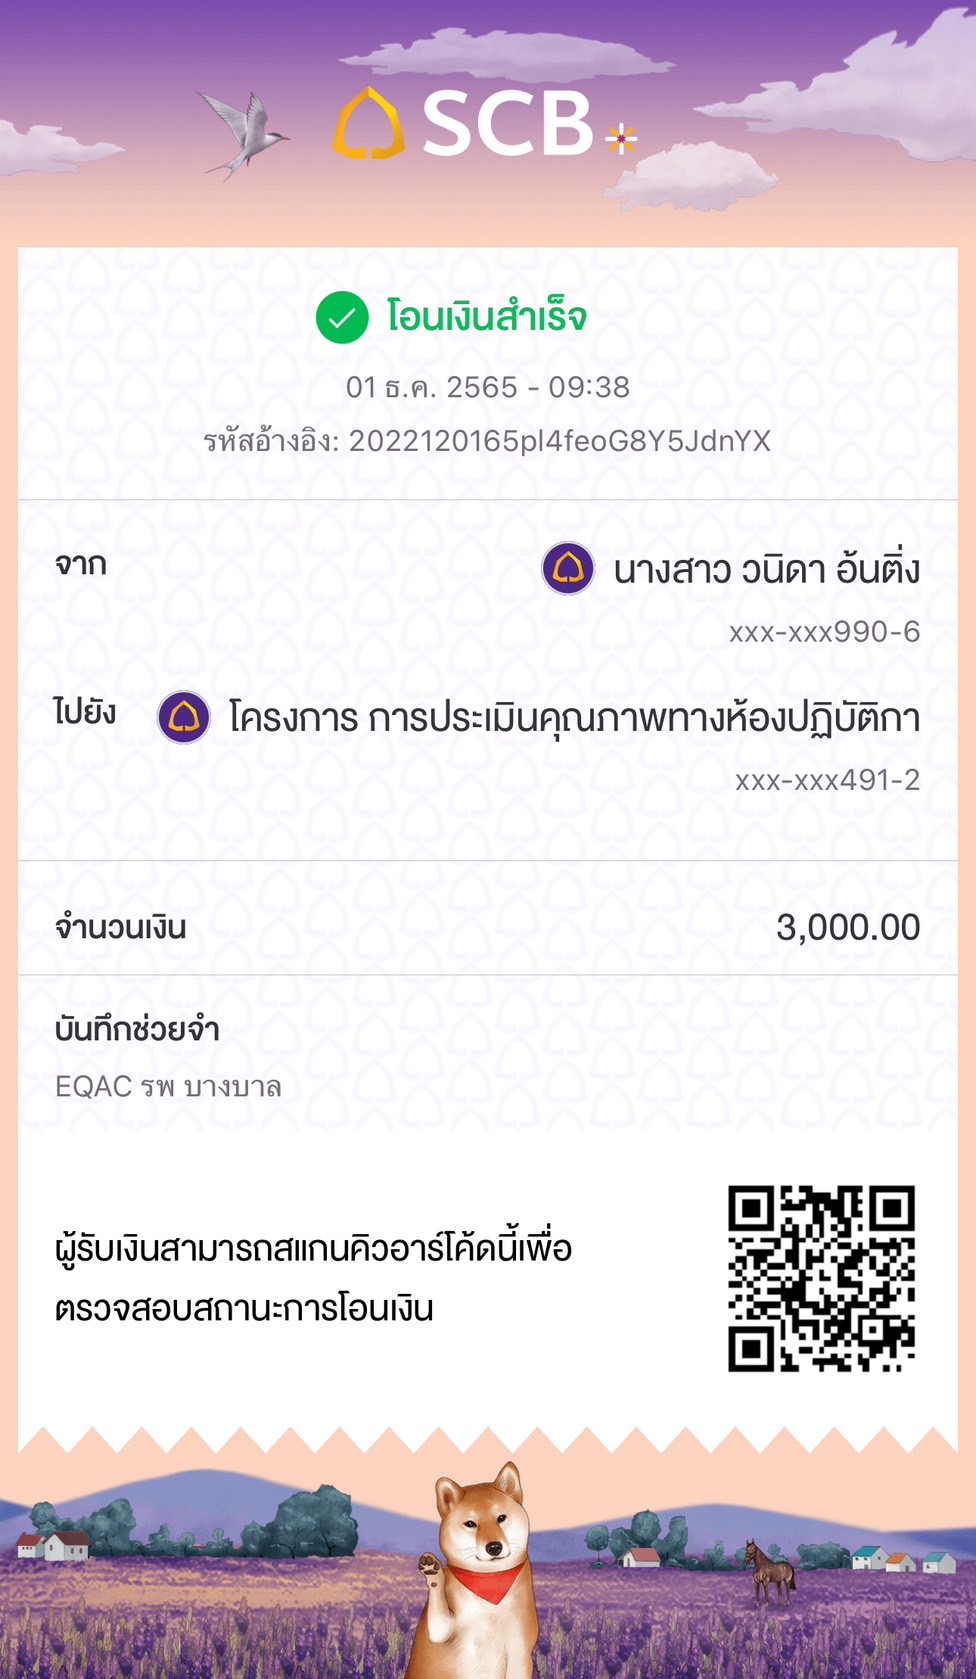 SCB
โอนเงินสำเร็จ
01 ธ.ค. 2565 - 09:38
รหัสอ้างอิง: 2022120165pl4feoG8Y5JdnYX
จาก
นางสาว วนิดา อ้นติ่ง
xxx-xxx990-6
ไปยัง
โครงการ การประเมินคุณภาพทางห้องปฏิบัติกา
xxx-xxx491-2
จำนวนเงิน 3,000.00
บันทึกช่วยจำ
EQAC รพ บางบาล
ผู้รับเงินสามารถสแกนคิวอาร์โค้ดนี้เพื่อ
ตรวจสอบสถานะการโอนเงิน